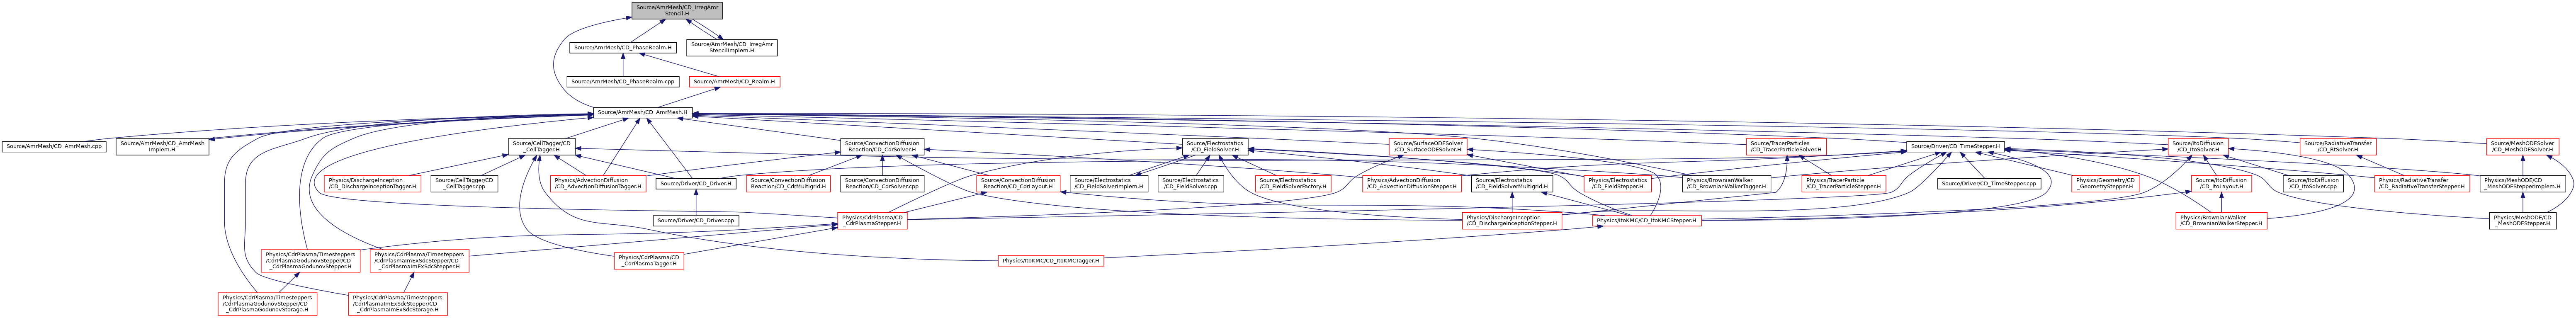 Source/AmrMesh/CD_IrregAmr
Stencil.H
Source/AmrMesh/CD_PhaseRealm.H
Source/AmrMesh/CD_IrregAmr
StencilImplem.H
Source/AmrMesh/CD_PhaseRealm.cpp
Source/AmrMesh/CD_Realm.H
Source/AmrMesh/CD_AmrMesh.H
Source/AmrMesh/CD_AmrMesh.cpp
Source/AmrMesh/CD_AmrMesh
Implem.H
Source/CellTagger/CD
_CellTagger.H
Source/ConvectionDiffusion
Reaction/CD_CdrSolver.H
Source/Electrostatics
/CD_FieldSolver.H
Source/SurfaceODESolver
/CD_SurfaceODESolver.H
Source/TracerParticles
/CD_TracerParticleSolver.H
Source/Driver/CD_TimeStepper.H
Source/ItoDiffusion
/CD_ItoSolver.H
Source/RadiativeTransfer
/CD_RtSolver.H
Source/MeshODESolver
/CD_MeshODESolver.H
Physics/DischargeInception
/CD_DischargeInceptionTagger.H
Source/CellTagger/CD
_CellTagger.cpp
Physics/AdvectionDiffusion
/CD_AdvectionDiffusionTagger.H
Source/Driver/CD_Driver.H
Source/ConvectionDiffusion
Reaction/CD_CdrMultigrid.H
Source/ConvectionDiffusion
Reaction/CD_CdrSolver.cpp
Source/ConvectionDiffusion
Reaction/CD_CdrLayout.H
Source/Electrostatics
/CD_FieldSolverImplem.H
Source/Electrostatics
/CD_FieldSolver.cpp
Source/Electrostatics
/CD_FieldSolverFactory.H
Physics/AdvectionDiffusion
/CD_AdvectionDiffusionStepper.H
Source/Electrostatics
/CD_FieldSolverMultigrid.H
Physics/Electrostatics
/CD_FieldStepper.H
Physics/BrownianWalker
/CD_BrownianWalkerTagger.H
Physics/TracerParticle
/CD_TracerParticleStepper.H
Source/Driver/CD_TimeStepper.cpp
Physics/Geometry/CD
_GeometryStepper.H
Source/ItoDiffusion
/CD_ItoLayout.H
Source/ItoDiffusion
/CD_ItoSolver.cpp
Physics/RadiativeTransfer
/CD_RadiativeTransferStepper.H
Physics/MeshODE/CD
_MeshODEStepperImplem.H
Source/Driver/CD_Driver.cpp
Physics/CdrPlasma/CD
_CdrPlasmaStepper.H
Physics/DischargeInception
/CD_DischargeInceptionStepper.H
Physics/ItoKMC/CD_ItoKMCStepper.H
Physics/BrownianWalker
/CD_BrownianWalkerStepper.H
Physics/MeshODE/CD
_MeshODEStepper.H
Physics/CdrPlasma/Timesteppers
/CdrPlasmaGodunovStepper/CD
_CdrPlasmaGodunovStepper.H
Physics/CdrPlasma/Timesteppers
/CdrPlasmaImExSdcStepper/CD
_CdrPlasmaImExSdcStepper.H
Physics/CdrPlasma/CD
_CdrPlasmaTagger.H
Physics/ItoKMC/CD_ItoKMCTagger.H
Physics/CdrPlasma/Timesteppers
/CdrPlasmaGodunovStepper/CD
_CdrPlasmaGodunovStorage.H
Physics/CdrPlasma/Timesteppers
/CdrPlasmaImExSdcStepper/CD
_CdrPlasmaImExSdcStorage.H